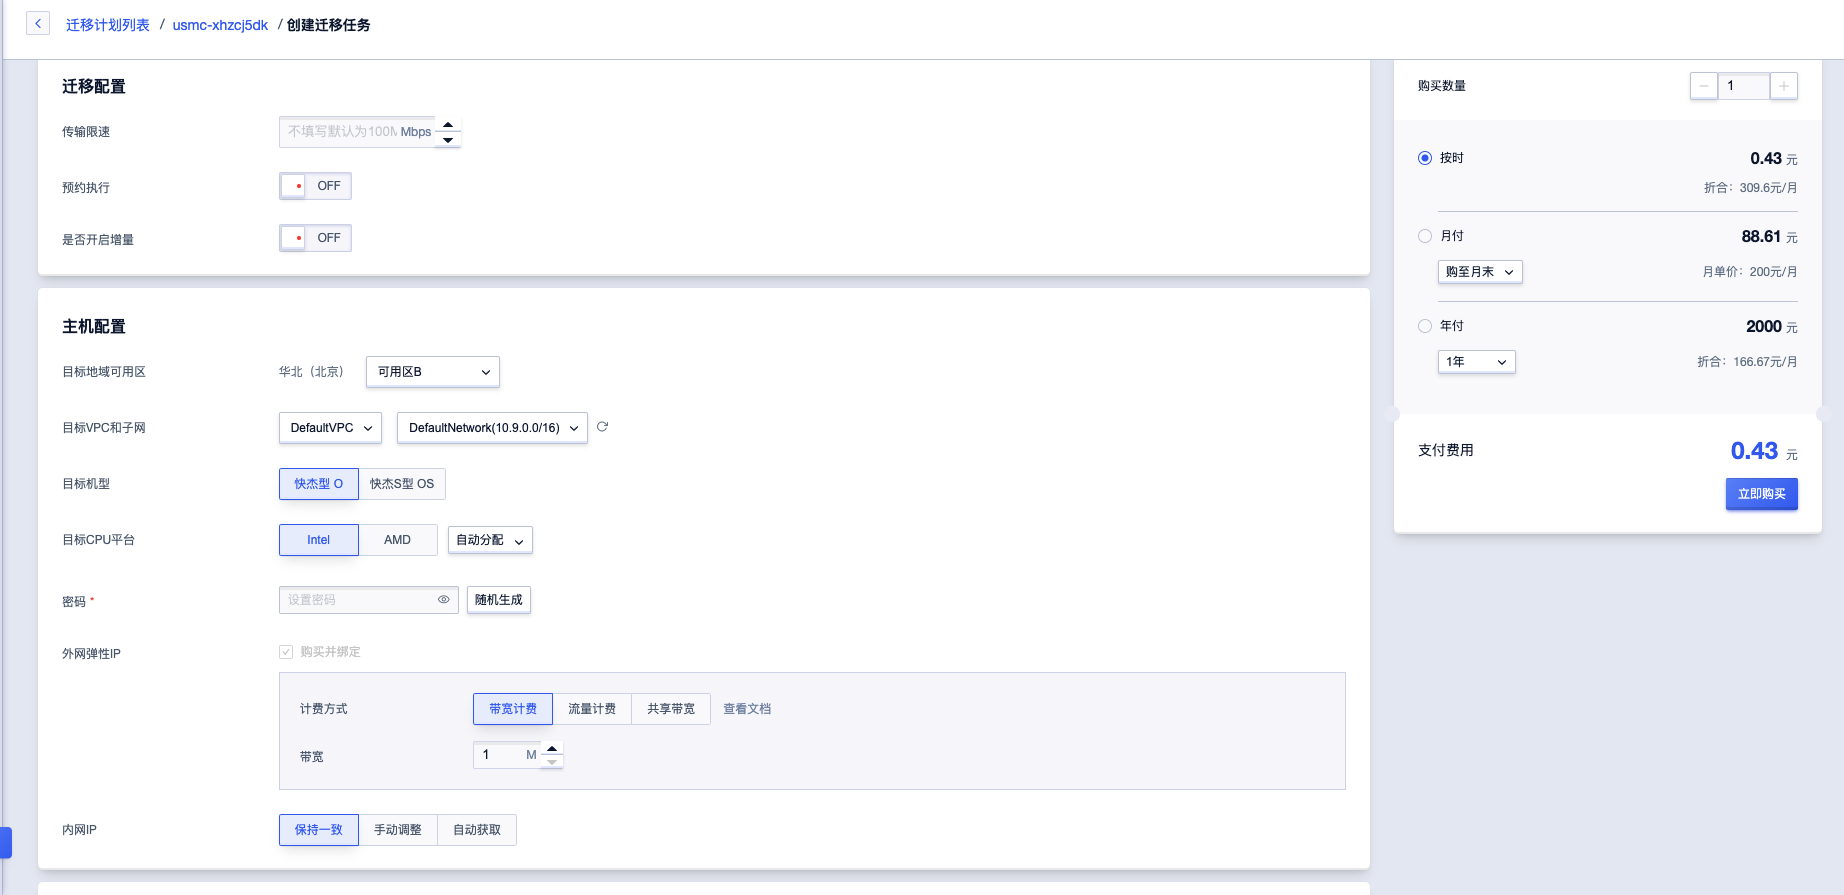 迁移计划列表 / usmc-xhzcj5dk / 创建迁移任务
迁移配置
传输限速 不填写默认为100M Mbps
预约执行 OFF
是否开启增量 OFF
主机配置
目标地域可用区 华北（北京） 可用区B
目标VPC和子网 DefaultVPC DefaultNetwork(10.9.0.0/16)
目标机型 快杰型 O 快杰S型 OS
目标CPU平台 Intel AMD 自动分配
密码 * 设置密码 随机生成
外网弹性IP 购买并绑定
计费方式 带宽计费 流量计费 共享带宽 查看文档
带宽 1 M
内网IP 保持一致 手动调整 自动获取
购买数量 1
按时 0.43 元
折合：309.6元/月
月付 88.61 元
购至月末 月单价：200元/月
年付 2000 元
1年 折合：166.67元/月
支付费用 0.43 元
立即购买